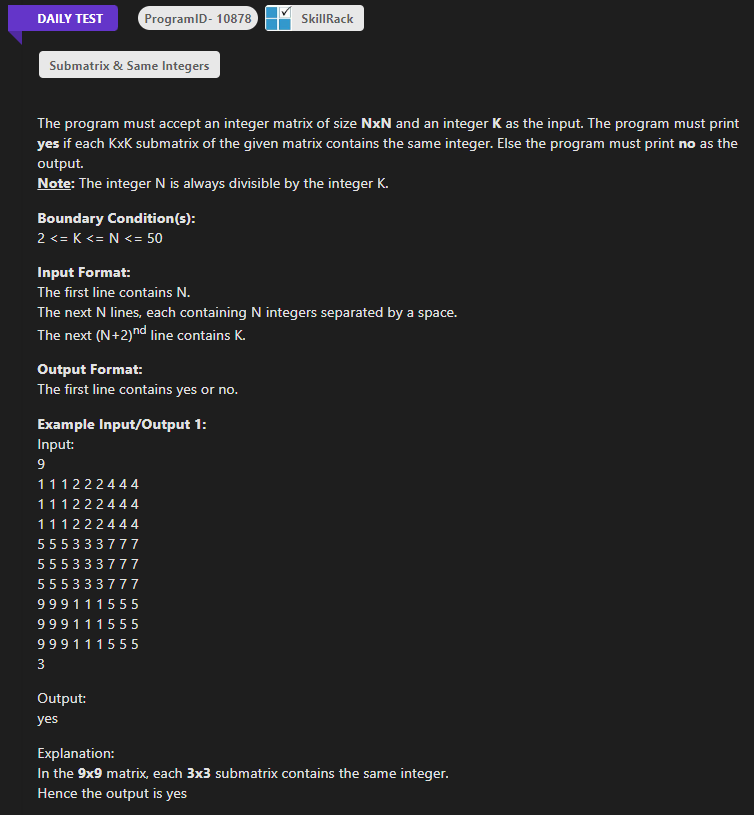 DAILY TEST
ProgramID- 10878
SkillRack
Submatrix & Same Integers
The program must accept an integer matrix of size NxN and an integer K as the input. The program must print
yes if each KxK submatrix of the given matrix contains the same integer. Else the program must print no as the
output.
Note: The integer N is always divisible by the integer K.
Boundary Condition(s):
2 <= K <= N <= 50
Input Format:
The first line contains N.
The next N lines, each containing N integers separated by a space.
The next (N+2)nd line contains K.
Output Format:
The first line contains yes or no.
Example Input/Output 1:
Input:
9
1 1 1 2 2 2 4 4 4
1 1 1 2 2 2 4 4 4
1 1 1 2 2 2 4 4 4
5 5 5 3 3 3 7 7 7
5 5 5 3 3 3 7 7 7
5 5 5 3 3 3 7 7 7
9 9 9 1 1 1 5 5 5
9 9 9 1 1 1 5 5 5
9 9 9 1 1 1 5 5 5
3
Output:
yes
Explanation:
In the 9x9 matrix, each 3x3 submatrix contains the same integer.
Hence the output is yes